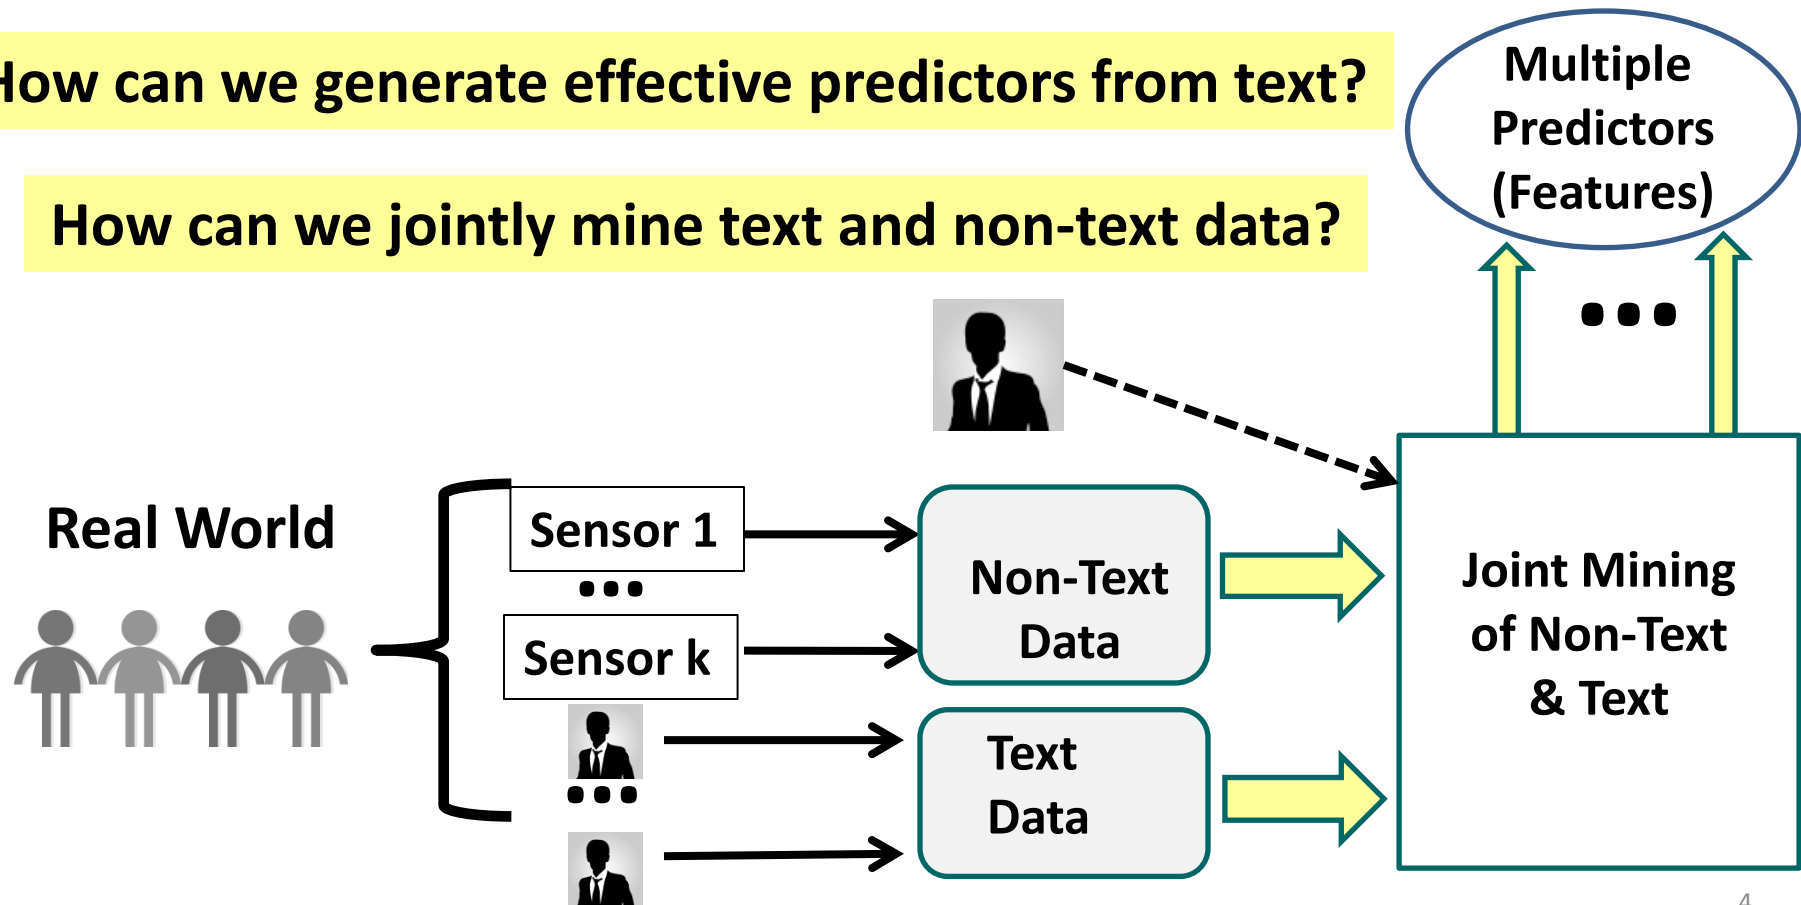 How can we generate effective predictors from text?
How can we jointly mine text and non-text data?
Multiple
Predictors
(Features)
...
Real World
Sensor 1
...
Sensor k
...
Non-Text
Data
Text
Data
Joint Mining
of Non-Text
& Text
4